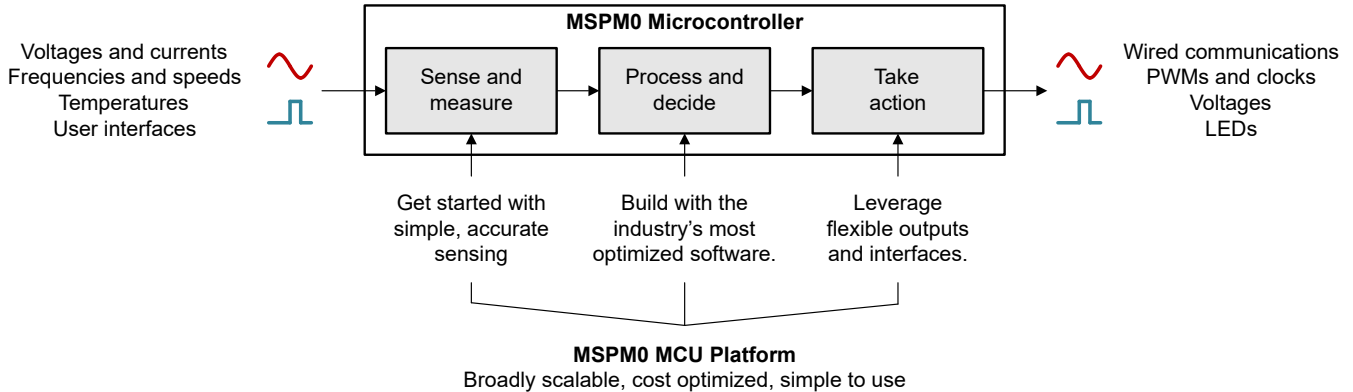 MSPM0 Microcontroller
Voltages and currents
Frequencies and speeds
Temperatures
User interfaces
Sense and
measure
Process and
decide
Take
action
Wired communications
PWMs and clocks
Voltages
LEDs
Get started with
simple, accurate
sensing
Build with the
industry's most
optimized software.
Leverage
flexible outputs
and interfaces.
MSPM0 MCU Platform
Broadly scalable, cost optimized, simple to use